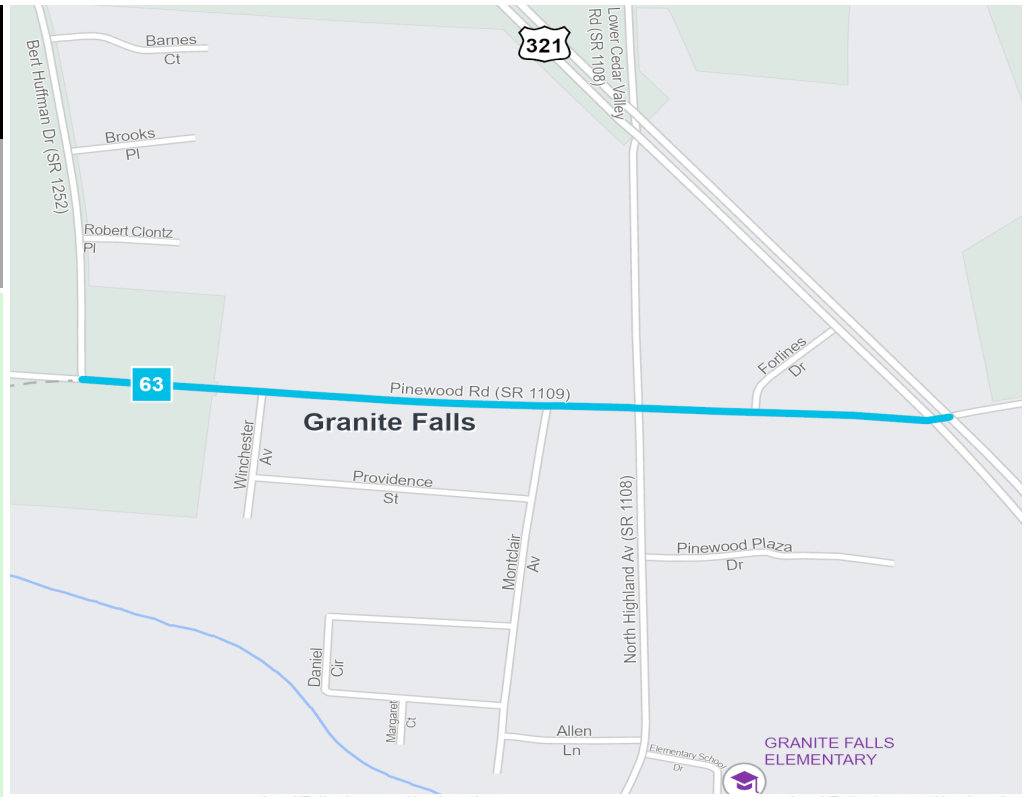 Barnes
Ct
321
Lower Cedar Valley
Rd (SR 1108)
Bert Huffman Dr (SR 1252)
Brooks
Pl
Robert Clontz
Pl
Forlines
Dr
63
Pinewood Rd (SR 1109)
Granite Falls
Winchester
Av
Providence
St
North Highland Av (SR 1108)
Montclair
Av
Pinewood Plaza
Dr
Daniel
Cir
Margaret
Ct
Allen
Ln
Elementary School
Dr
GRANITE FALLS
ELEMENTARY